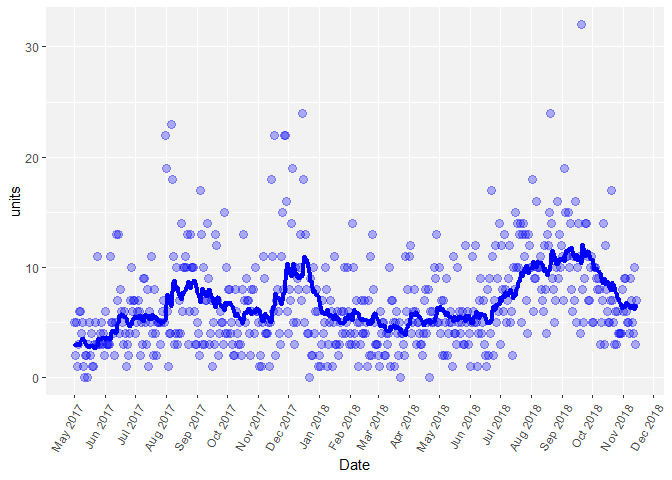 30
20
10
0
units
May 2017
Jun 2017
Jul 2017
Aug 2017
Sep 2017
Oct 2017
Nov 2017
Dec 2017
Jan 2018
Feb 2018
Mar 2018
Apr 2018
May 2018
Jun 2018
Jul 2018
Aug 2018
Sep 2018
Oct 2018
Nov 2018
Dec 2018
Date